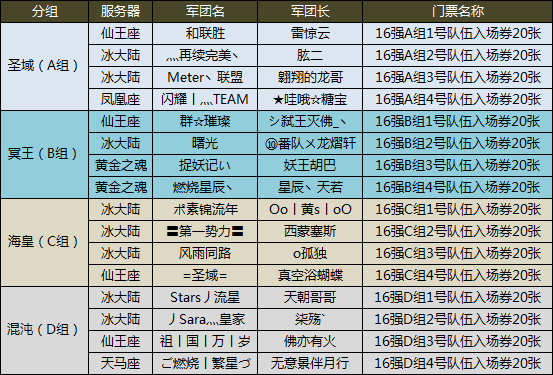 分组 服务器 军团名 军团长 门票名称
圣域（A组） 仙王座 和联胜 雷惊云 16强A组1号队伍入场券20张
冰大陆 灬再续完美丶 肱二 16强A组2号队伍入场券20张
冰大陆 Meter丶联盟 翱翔的龙哥 16强A组3号队伍入场券20张
凤凰座 闪耀丨灬TEAM ★哇哦☆糖宝 16强A组4号队伍入场券20张
冥王（B组） 仙王座 群☆璀璨 シ弑王灭佛_ヽ 16强B组1号队伍入场券20张
冰大陆 曙光 ⑩番队乂龙熠轩 16强B组2号队伍入场券20张
黄金之魂 捉妖记い 妖王胡巴 16强B组3号队伍入场券20张
黄金之魂 燃烧星辰丶 星辰丶天若 16强B组4号队伍入场券20张
海皇（C组） 冰大陆 ポ素锦流年 Oo丨黄s丨oO 16强C组1号队伍入场券20张
冰大陆 〓第一势力〓 西蒙塞斯 16强C组2号队伍入场券20张
冰大陆 风雨同路 o孤独 16强C组3号队伍入场券20张
仙王座 =圣域= 真空浴蝴蝶 16强C组4号队伍入场券20张
混沌（D组） 冰大陆 Stars丿流星 天朝哥哥 16强D组1号队伍入场券20张
冰大陆 丿Sara灬皇家 柒殇゛ 16强D组2号队伍入场券20张
仙王座 祖丨国丨万丨岁 佛亦有火 16强D组3号队伍入场券20张
天马座 ご燃烧丨繁星づ 无意景伴月行 16强D组4号队伍入场券20张